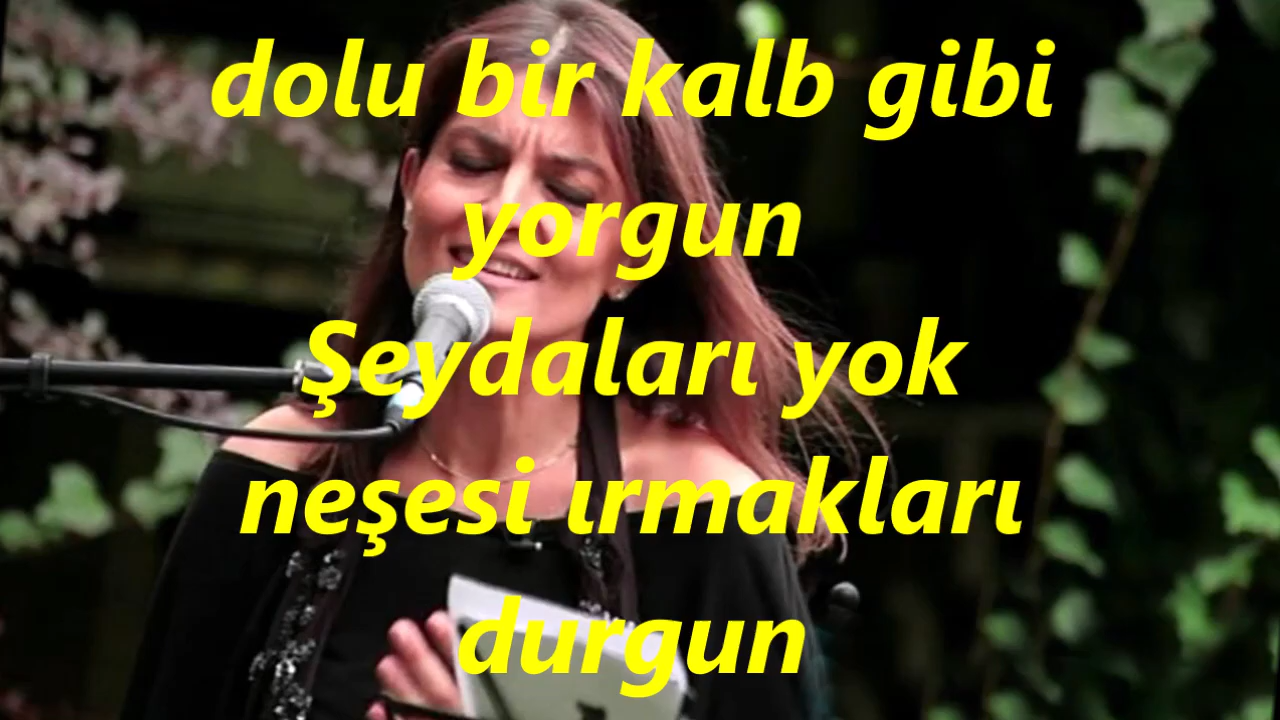 dolu bir kalb gibi
yorgun
Şeydaları yok
neşesi ırmakları
durgun